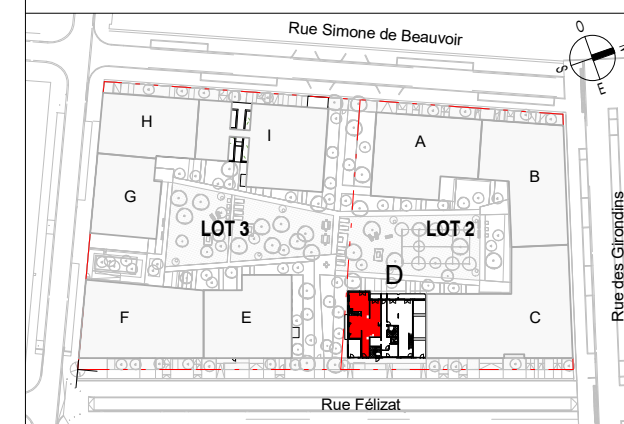 Rue Simone de Beauvoir
O
N
S
E
H
I
A
B
G
LOT 3
LOT 2
Rue des Girondins
D
F
E
C
Rue Félizat